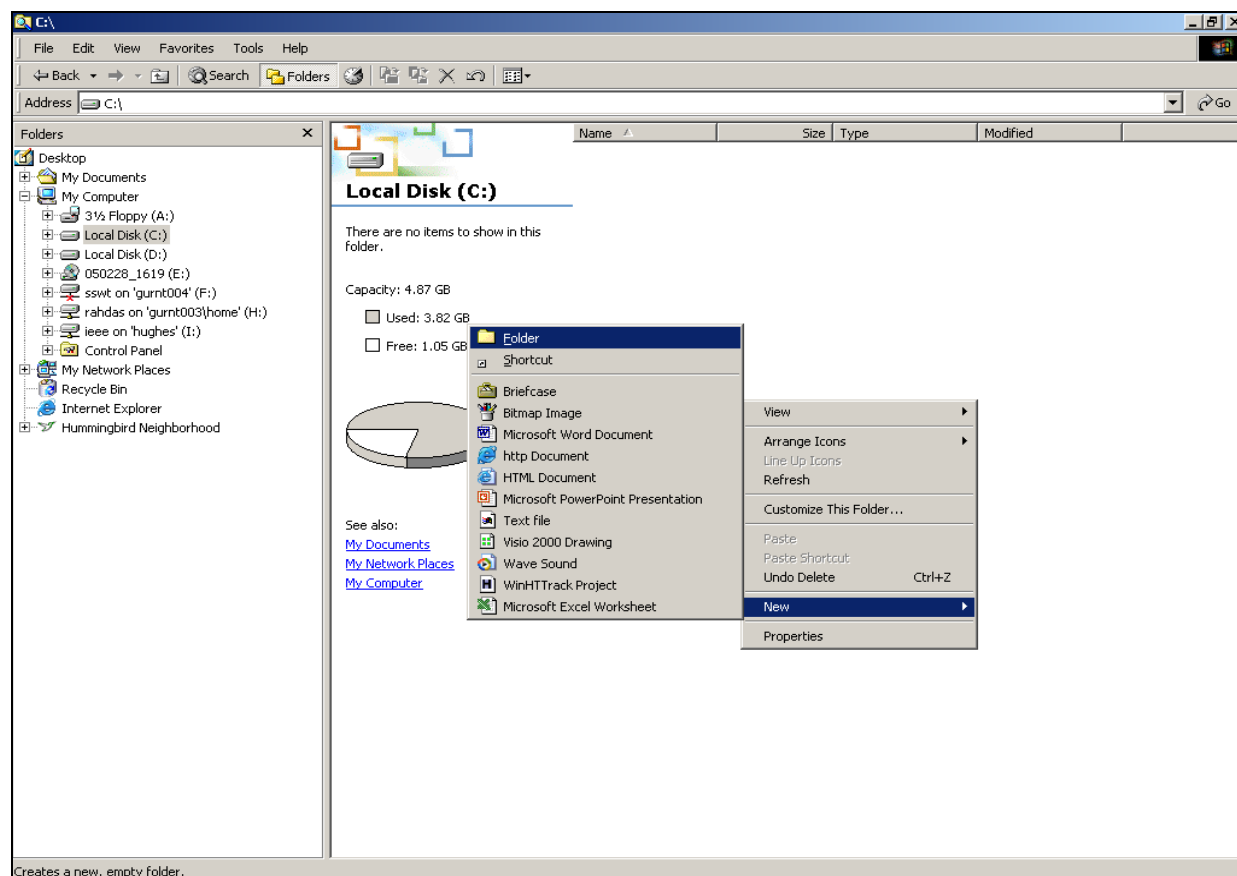 C:\
File Edit View Favorites Tools Help
Back Search Folders
Address C:\ Go
Folders
Desktop
My Documents
My Computer
3½ Floppy (A:)
Local Disk (C:)
Local Disk (D:)
050228_1619 (E:)
sswt on 'gurnt004' (F:)
rahdas on 'gurnt003\home' (H:)
ieee on 'hughes' (I:)
Control Panel
My Network Places
Recycle Bin
Internet Explorer
Hummingbird Neighborhood
Name Size Type Modified
Local Disk (C:)
There are no items to show in this
folder.
Capacity: 4.87 GB
Used: 3.82 GB
Free: 1.05 GB
See also:
My Documents
My Network Places
My Computer
Folder
Shortcut
Briefcase
Bitmap Image
Microsoft Word Document
http Document
HTML Document
Microsoft PowerPoint Presentation
Text file
Visio 2000 Drawing
Wave Sound
WinHTTrack Project
Microsoft Excel Worksheet
View
Arrange Icons
Line Up Icons
Refresh
Customize This Folder...
Paste
Paste Shortcut
Undo Delete Ctrl+Z
New
Properties
Creates a new, empty folder.